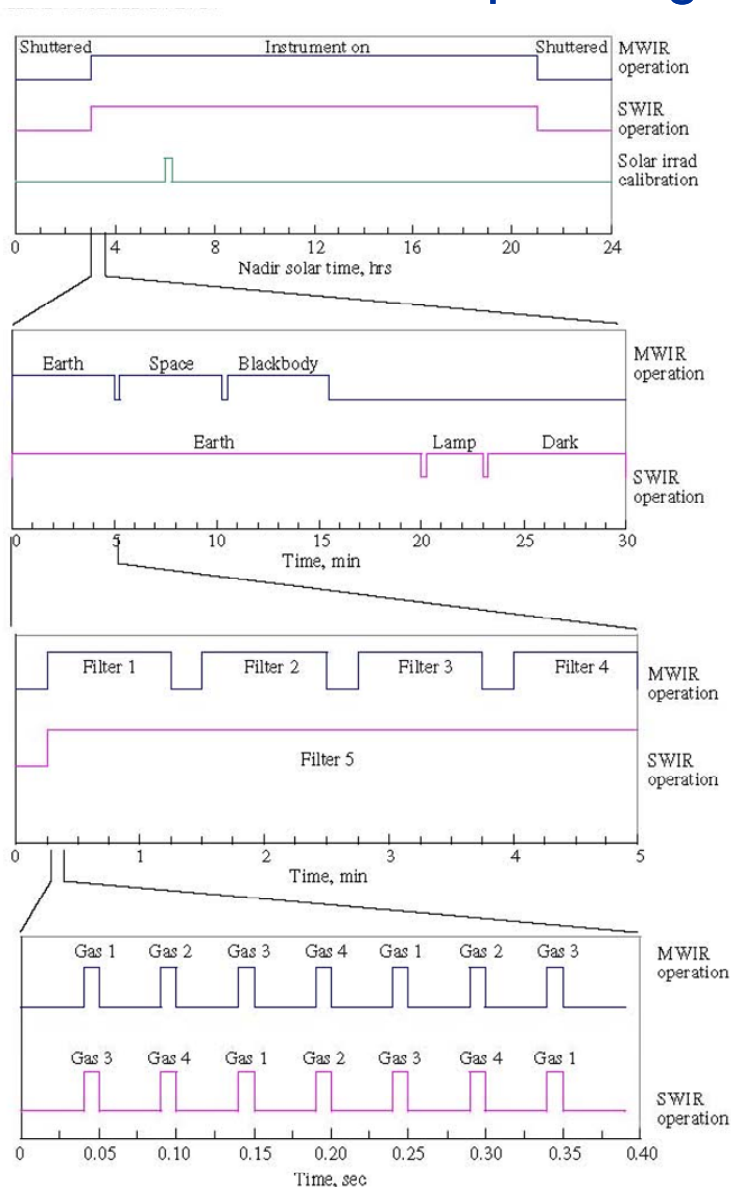 Shuttered Instrument on Shuttered MWIR
operation
SWIR
operation
Solar irrad
calibration
0 4 8 12 16 20 24
Nadir solar time, hrs
Earth Space Blackbody MWIR
operation
Earth Lamp Dark
SWIR
operation
0 5 10 15 20 25 30
Time, min
Filter 1 Filter 2 Filter 3 Filter 4 MWIR
operation
Filter 5 SWIR
operation
0 1 2 3 4 5
Time, min
Gas 1 Gas 2 Gas 3 Gas 4 Gas 1 Gas 2 Gas 3 MWIR
operation
Gas 3 Gas 4 Gas 1 Gas 2 Gas 3 Gas 4 Gas 1
SWIR
operation
0 0.05 0.10 0.15 0.20 0.25 0.30 0.35 0.40
Time, sec